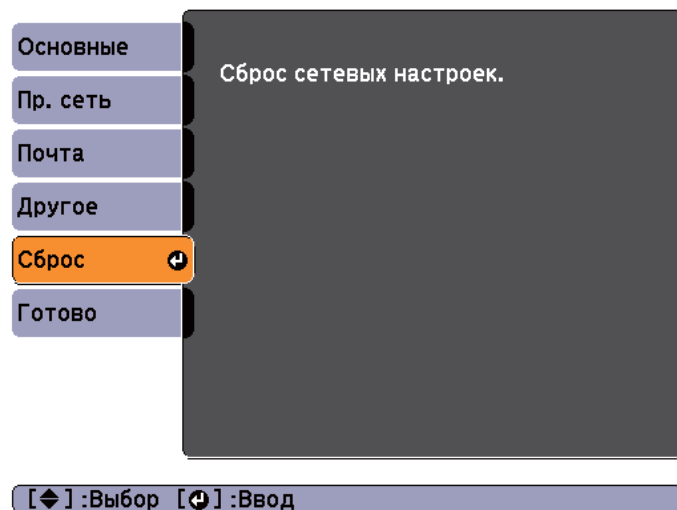 Основные
Сброс сетевых настроек.
Пр. сеть
Почта
Другое
Сброс
Готово
[◆]:Выбор [↵]:Ввод